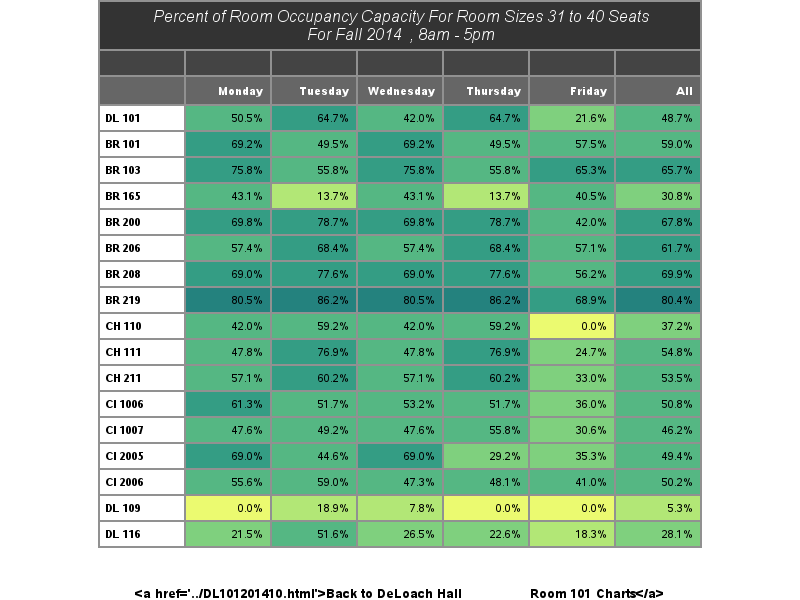 Percent of Room Occupancy Capacity For Room Sizes 31 to 40 Seats
For Fall 2014 , 8am - 5pm
Monday Tuesday Wednesday Thursday Friday All
DL 101 50.5% 64.7% 42.0% 64.7% 21.6% 48.7%
BR 101 69.2% 49.5% 69.2% 49.5% 57.5% 59.0%
BR 103 75.8% 55.8% 75.8% 55.8% 65.3% 65.7%
BR 165 43.1% 13.7% 43.1% 13.7% 40.5% 30.8%
BR 200 69.8% 78.7% 69.8% 78.7% 42.0% 67.8%
BR 206 57.4% 68.4% 57.4% 68.4% 57.1% 61.7%
BR 208 69.0% 77.6% 69.0% 77.6% 56.2% 69.9%
BR 219 80.5% 86.2% 80.5% 86.2% 68.9% 80.4%
CH 110 42.0% 59.2% 42.0% 59.2% 0.0% 37.2%
CH 111 47.8% 76.9% 47.8% 76.9% 24.7% 54.8%
CH 211 57.1% 60.2% 57.1% 60.2% 33.0% 53.5%
CI 1006 61.3% 51.7% 53.2% 51.7% 36.0% 50.8%
CI 1007 47.6% 49.2% 47.6% 55.8% 30.6% 46.2%
CI 2005 69.0% 44.6% 69.0% 29.2% 35.3% 49.4%
CI 2006 55.6% 59.0% 47.3% 48.1% 41.0% 50.2%
DL 109 0.0% 18.9% 7.8% 0.0% 0.0% 5.3%
DL 116 21.5% 51.6% 26.5% 22.6% 18.3% 28.1%
<a href='../DL101201410.html'>Back to DeLoach Hall Room 101 Charts</a>